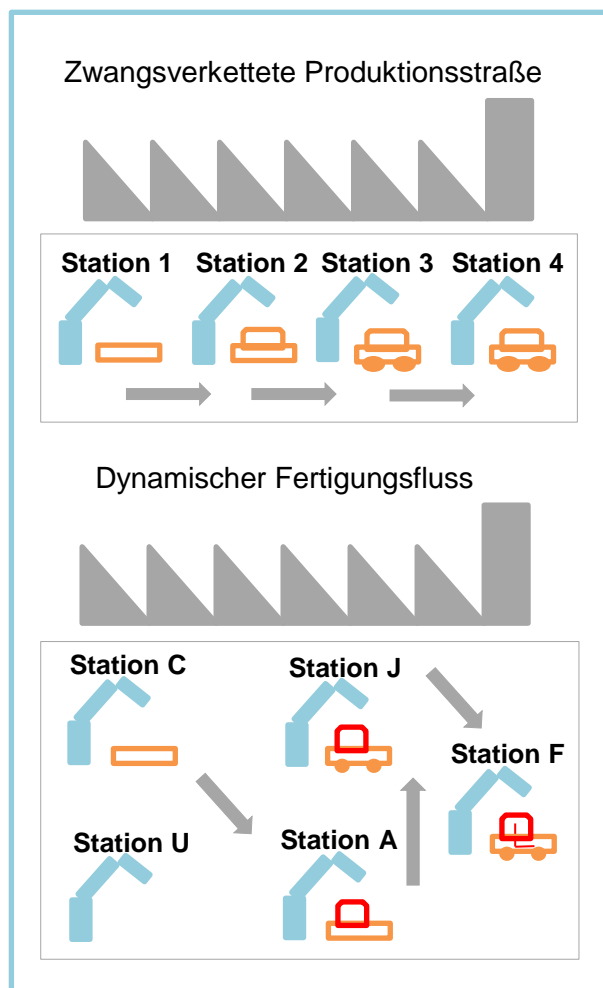 Zwangsverkettete Produktionsstraße
Station 1 Station 2 Station 3 Station 4
Dynamischer Fertigungsfluss
Station C Station J
Station F
Station U Station A